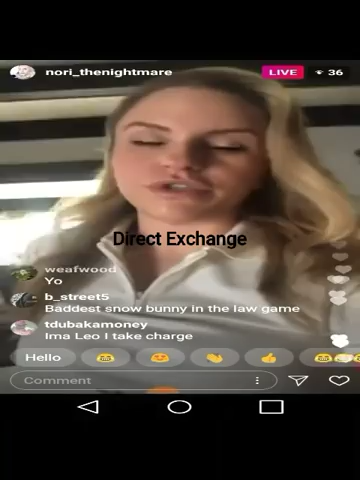 nori_thenightmare
LIVE
36
Direct Exchange
weafwood
Yo
b_street5
Baddest snow bunny in the law game
tdubakamoney
Ima Leo I take charge
Hello
Comment